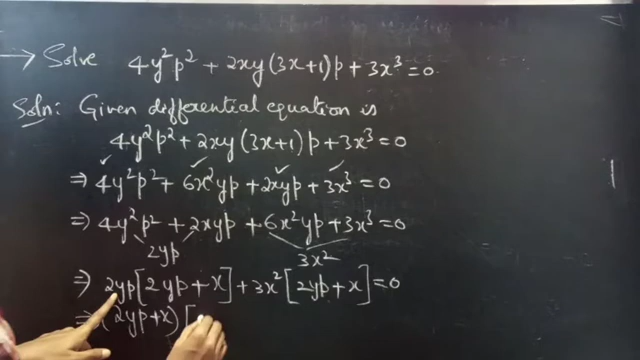 → Solve 4y²p² + 2xy(3x+1)p + 3x³ = 0.
Soln: Given differential equation is
4y²p² + 2xy(3x+1)p + 3x³ = 0
⇒ 4y²p² + 6x²yp + 2xyp + 3x³ = 0
⇒ 4y²p² + 2xyp + 6x²yp + 3x³ = 0
2yp 3x²
⇒ 2yp[2yp + x] + 3x²[2yp + x] = 0
⇒ (2yp + x)[